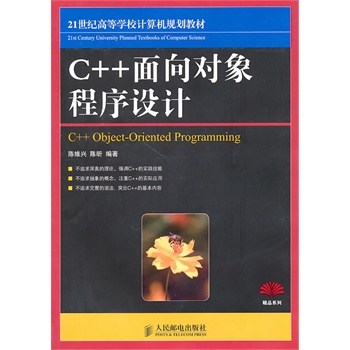 21世纪高等学校计算机规划教材
21st Century University Planned Textbooks of Computer Science
C++面向对象
程序设计
C++ Object-Oriented Programming
陈维兴 陈昕 编著
不追求深奥的理论，强调C++的实践技能
不追求抽象的概念，注重C++的实际应用
不追求完整的语法，突出C++的基本内容
精品系列
人民邮电出版社
POSTS & TELECOM PRESS